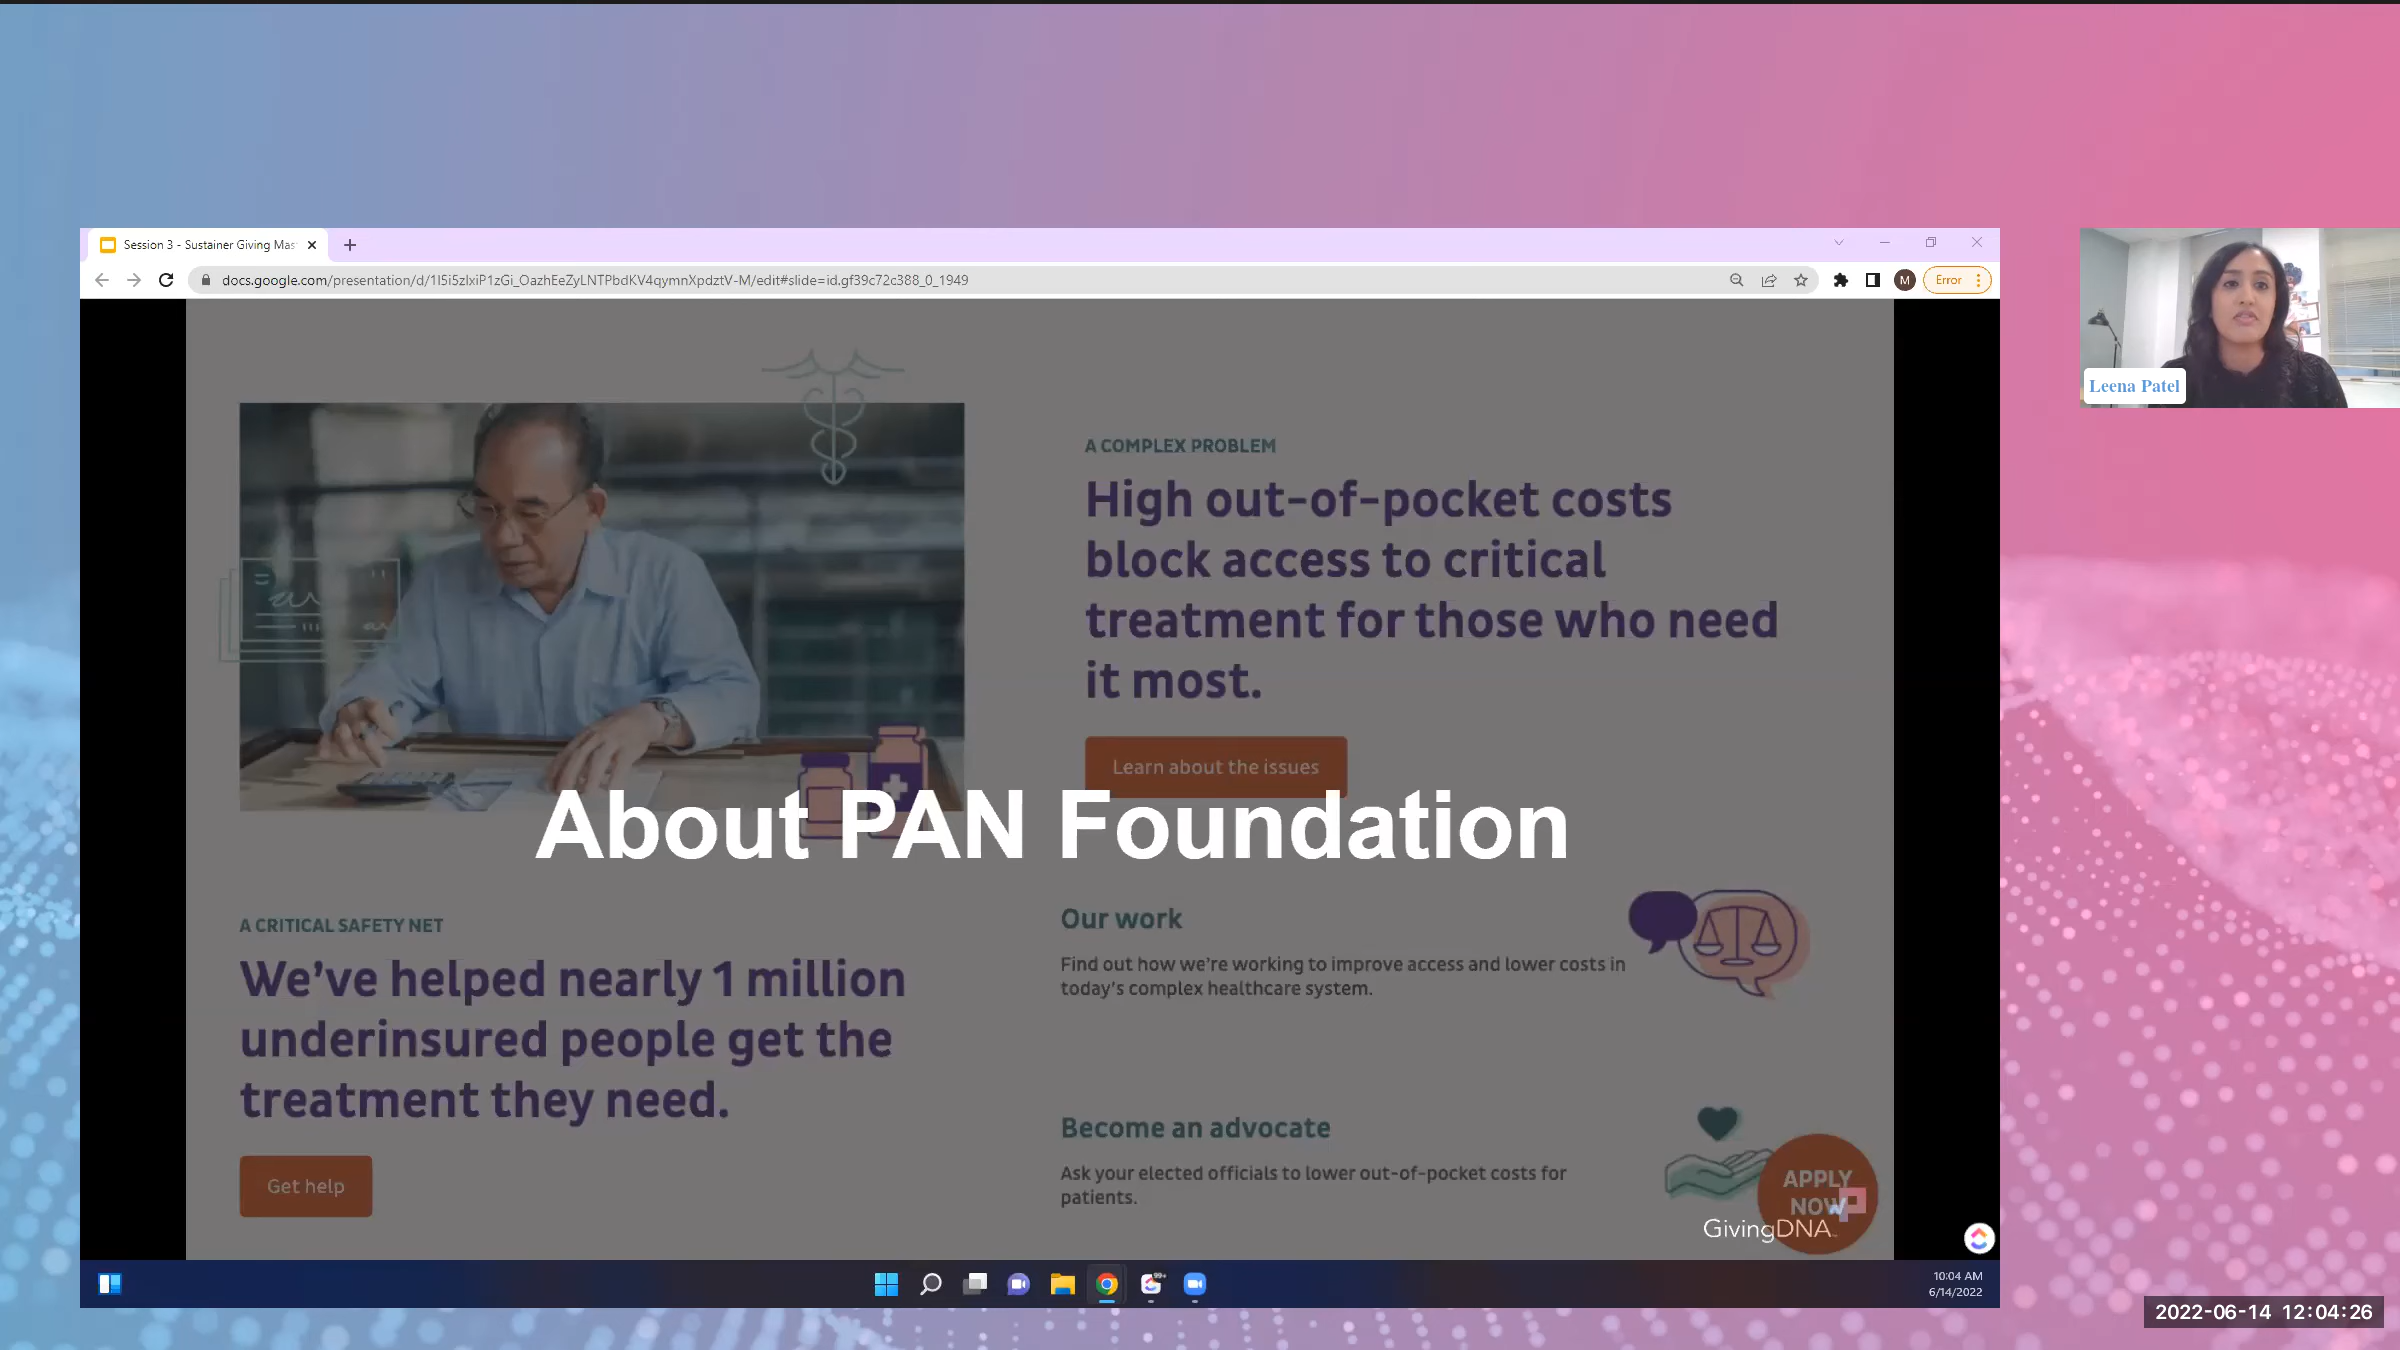 Session 3 - Sustainer Giving Mas
docs.google.com/presentation/d/1I5i5zlxiP1zGi_OazhEeZyLNTPbdKV4qymnXpdztV-M/edit#slide=id.gf39c72c388_0_1949
M
Error
Leena Patel
A COMPLEX PROBLEM
High out-of-pocket costs
block access to critical
treatment for those who need
it most.
Learn about the issues
About PAN Foundation
A CRITICAL SAFETY NET
We've helped nearly 1 million
underinsured people get the
treatment they need.
Get help
Our work
Find out how we're working to improve access and lower costs in
today's complex healthcare system.
Become an advocate
Ask your elected officials to lower out-of-pocket costs for
patients.
APPLY
NOW
GivingDNA
99+
10:04 AM
6/14/2022
2022-06-14 12:04:26